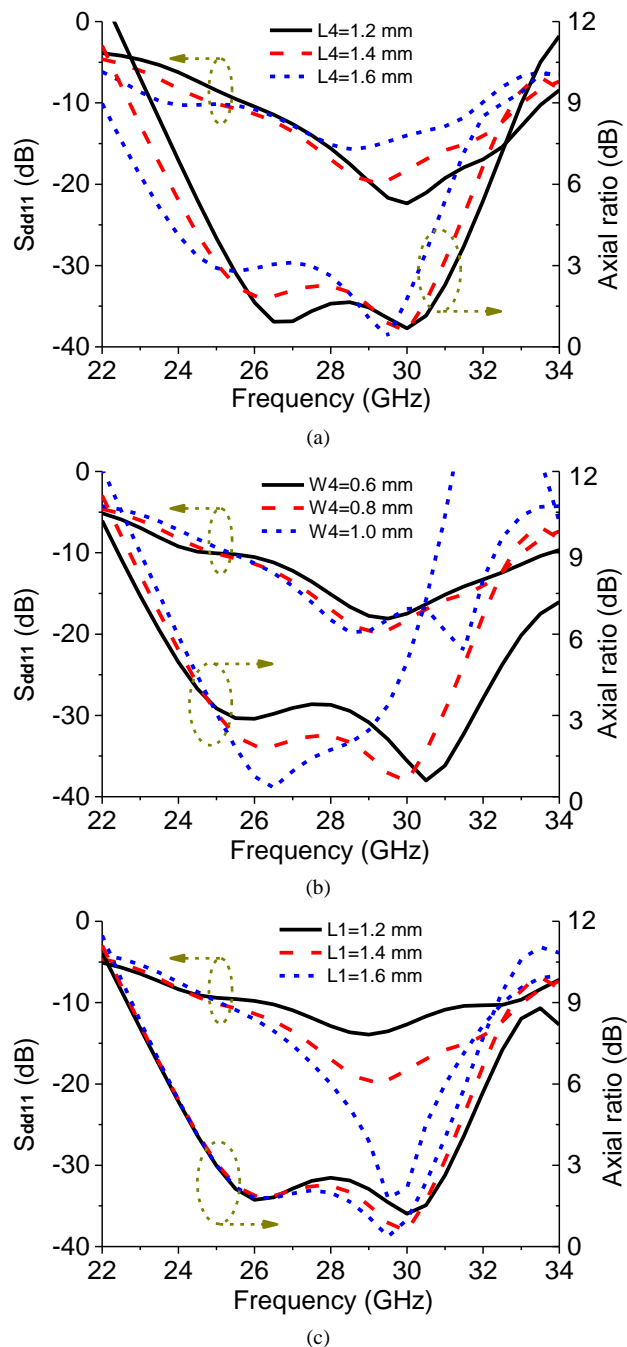 L4=1.2 mm
L4=1.4 mm
L4=1.6 mm
0
-10
-20
-30
-40
12
9
6
3
0
Sdd11 (dB)
Axial ratio (dB)
22 24 26 28 30 32 34
Frequency (GHz)
(a)
W4=0.6 mm
W4=0.8 mm
W4=1.0 mm
0
-10
-20
-30
-40
12
9
6
3
0
Sdd11 (dB)
Axial ratio (dB)
22 24 26 28 30 32 34
Frequency (GHz)
(b)
L1=1.2 mm
L1=1.4 mm
L1=1.6 mm
0
-10
-20
-30
-40
12
9
6
3
0
Sdd11 (dB)
Axial ratio (dB)
22 24 26 28 30 32 34
Frequency (GHz)
(c)